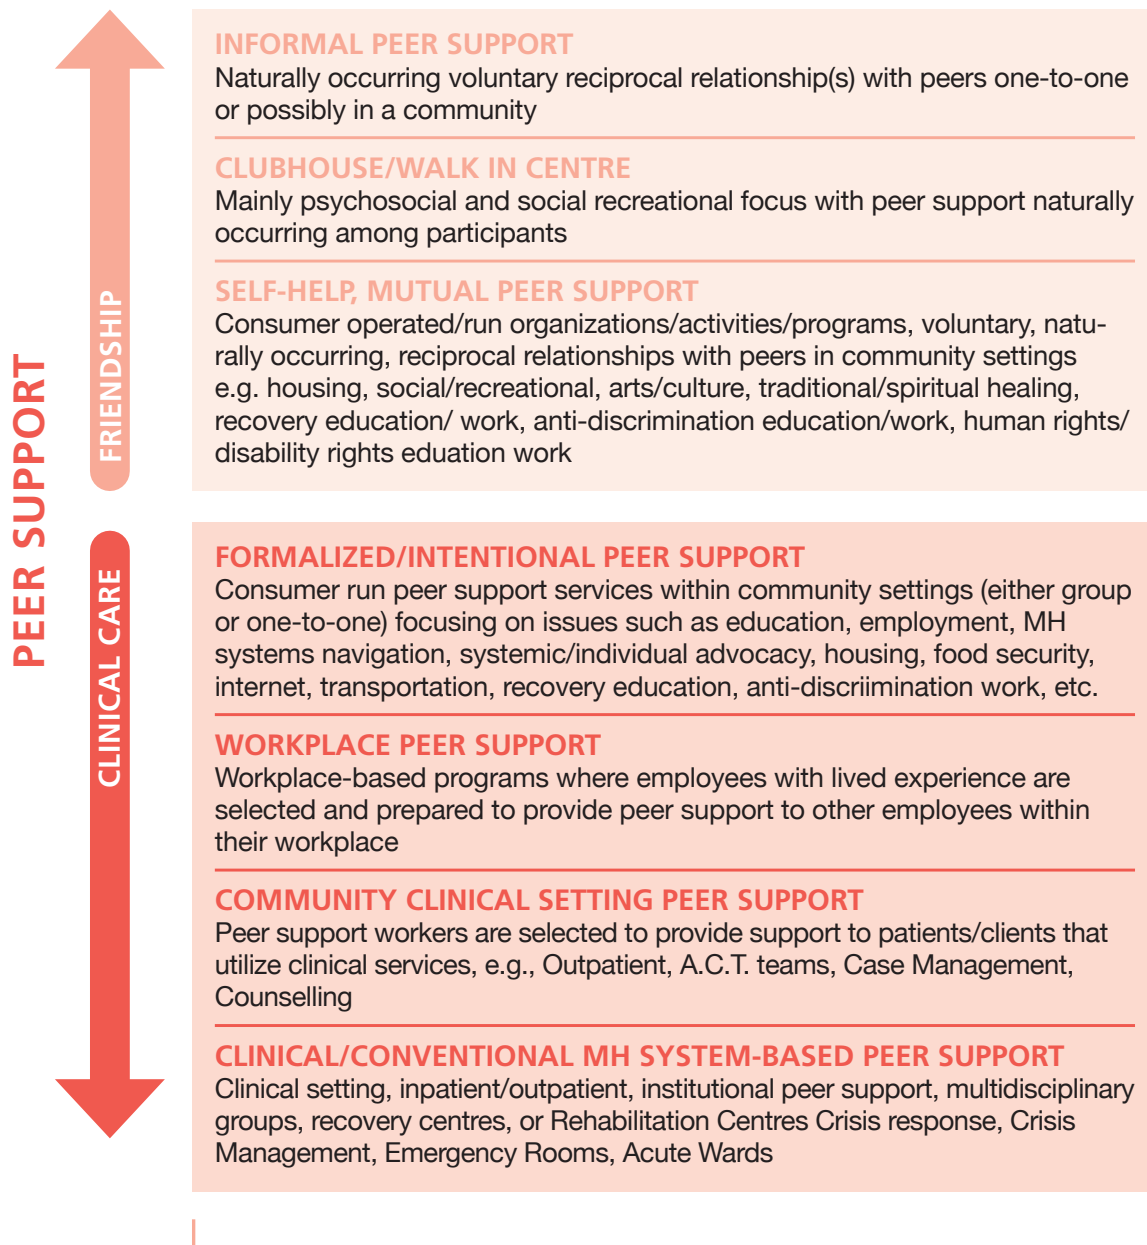 PEER SUPPORT
FRIENDSHIP
INFORMAL PEER SUPPORT
Naturally occurring voluntary reciprocal relationship(s) with peers one-to-one
or possibly in a community
CLUBHOUSE/WALK IN CENTRE
Mainly psychosocial and social recreational focus with peer support naturally
occurring among participants
SELF-HELP, MUTUAL PEER SUPPORT
Consumer operated/run organizations/activities/programs, voluntary, natu-
rally occurring, reciprocal relationships with peers in community settings
e.g. housing, social/recreational, arts/culture, traditional/spiritual healing,
recovery education/ work, anti-discrimination education/work, human rights/
disability rights eduation work
CLINICAL CARE
FORMALIZED/INTENTIONAL PEER SUPPORT
Consumer run peer support services within community settings (either group
or one-to-one) focusing on issues such as education, employment, MH
systems navigation, systemic/individual advocacy, housing, food security,
internet, transportation, recovery education, anti-discriimination work, etc.
WORKPLACE PEER SUPPORT
Workplace-based programs where employees with lived experience are
selected and prepared to provide peer support to other employees within
their workplace
COMMUNITY CLINICAL SETTING PEER SUPPORT
Peer support workers are selected to provide support to patients/clients that
utilize clinical services, e.g., Outpatient, A.C.T. teams, Case Management,
Counselling
CLINICAL/CONVENTIONAL MH SYSTEM-BASED PEER SUPPORT
Clinical setting, inpatient/outpatient, institutional peer support, multidisciplinary
groups, recovery centres, or Rehabilitation Centres Crisis response, Crisis
Management, Emergency Rooms, Acute Wards